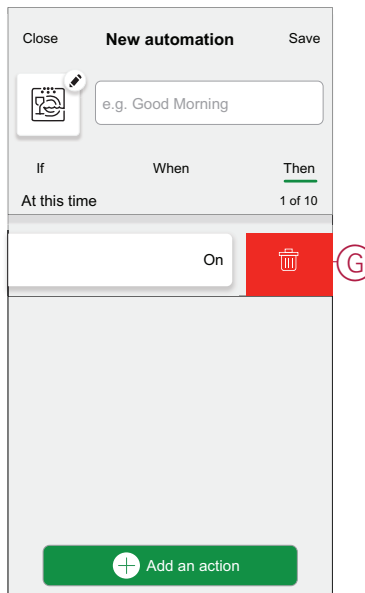 Close New automation Save
e.g. Good Morning
If When Then
At this time 1 of 10
On
G
Add an action